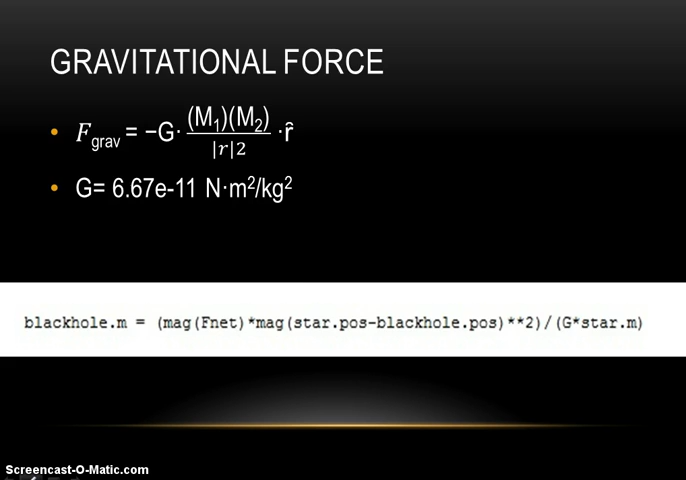 GRAVITATIONAL FORCE
• F_grav = −G· (M₁)(M₂) / |r|2 ·r̂
• G= 6.67e-11 N·m²/kg²
blackhole.m = (mag(Fnet)*mag(star.pos-blackhole.pos)**2)/(G*star.m)
Screencast-O-Matic.com